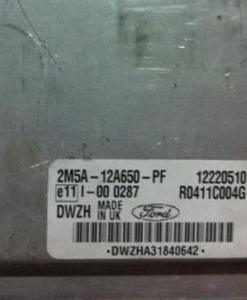 2M5A-12A650-PF 12220510
e11 I-00 0287 R0411C004G
DWZH MADE IN UK Ford
•DWZHA31840642•